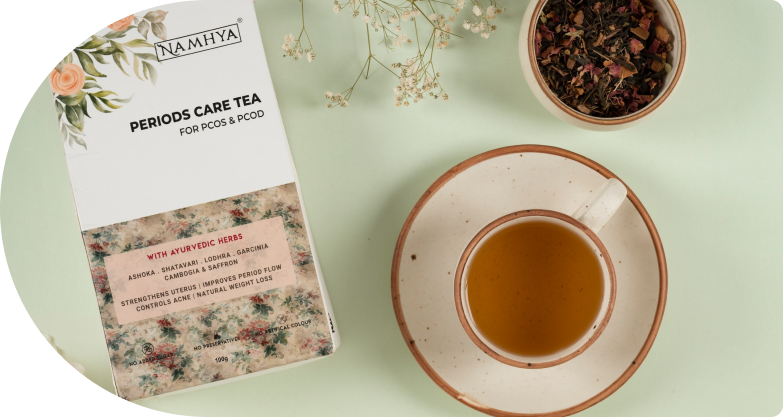 NAMHYA®
PERIODS CARE TEA
FOR PCOS & PCOD
WITH AYURVEDIC HERBS
ASHOKA . SHATAVARI . LODHRA . GARCINIA
CAMBOGIA & SAFFRON
STRENGTHENS UTERUS | IMPROVES PERIOD FLOW
CONTROLS ACNE | NATURAL WEIGHT LOSS
NO PRESERVATIVES
COLOUR
100g